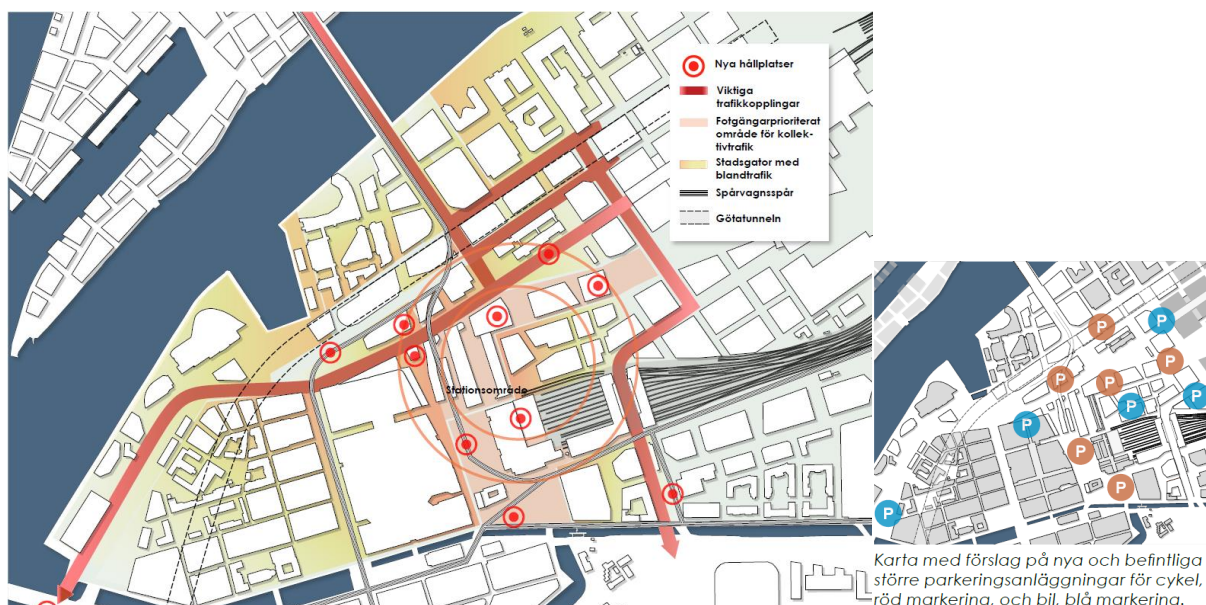 Nya hållplatser
Viktiga
trafikkopplingar
Fotgängarprioriterat
område för kollek-
tivtrafik
Stadsgator med
blandtrafik
Spårvagnsspår
Götatunneln
Stationsområde
P
P
P
P
P
P
P
P
P
P
P
Karta med förslag på nya och befintliga
större parkeringsanläggningar för cykel,
röd markering, och bil, blå markering.